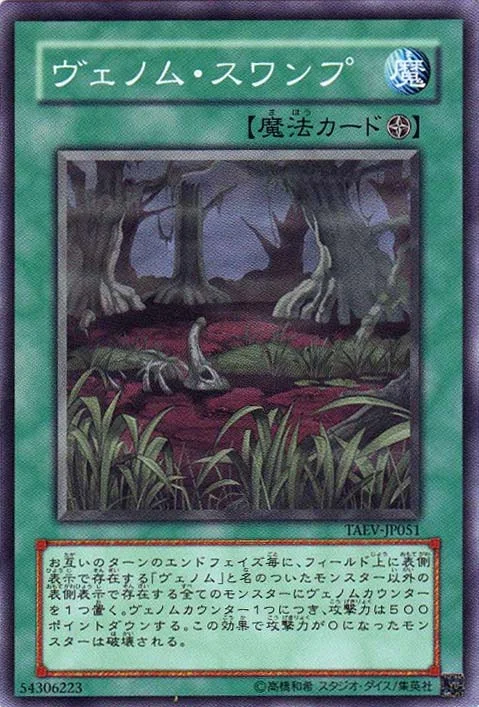 ヴェノム・スワンプ
魔
【魔法カード】
TAEV-JP051
お互いのターンのエンドフェイズ毎に、フィールド上に表側
表示で存在する「ヴェノム」と名のついたモンスター以外の
表側表示で存在する全てのモンスターにヴェノムカウンター
を1つ置く。ヴェノムカウンター1つにつき、攻撃力は500
ポイントダウンする。この効果で攻撃力が0になったモン
スターは破壊される。
54306223
©高橋和希 スタジオ・ダイス/集英社